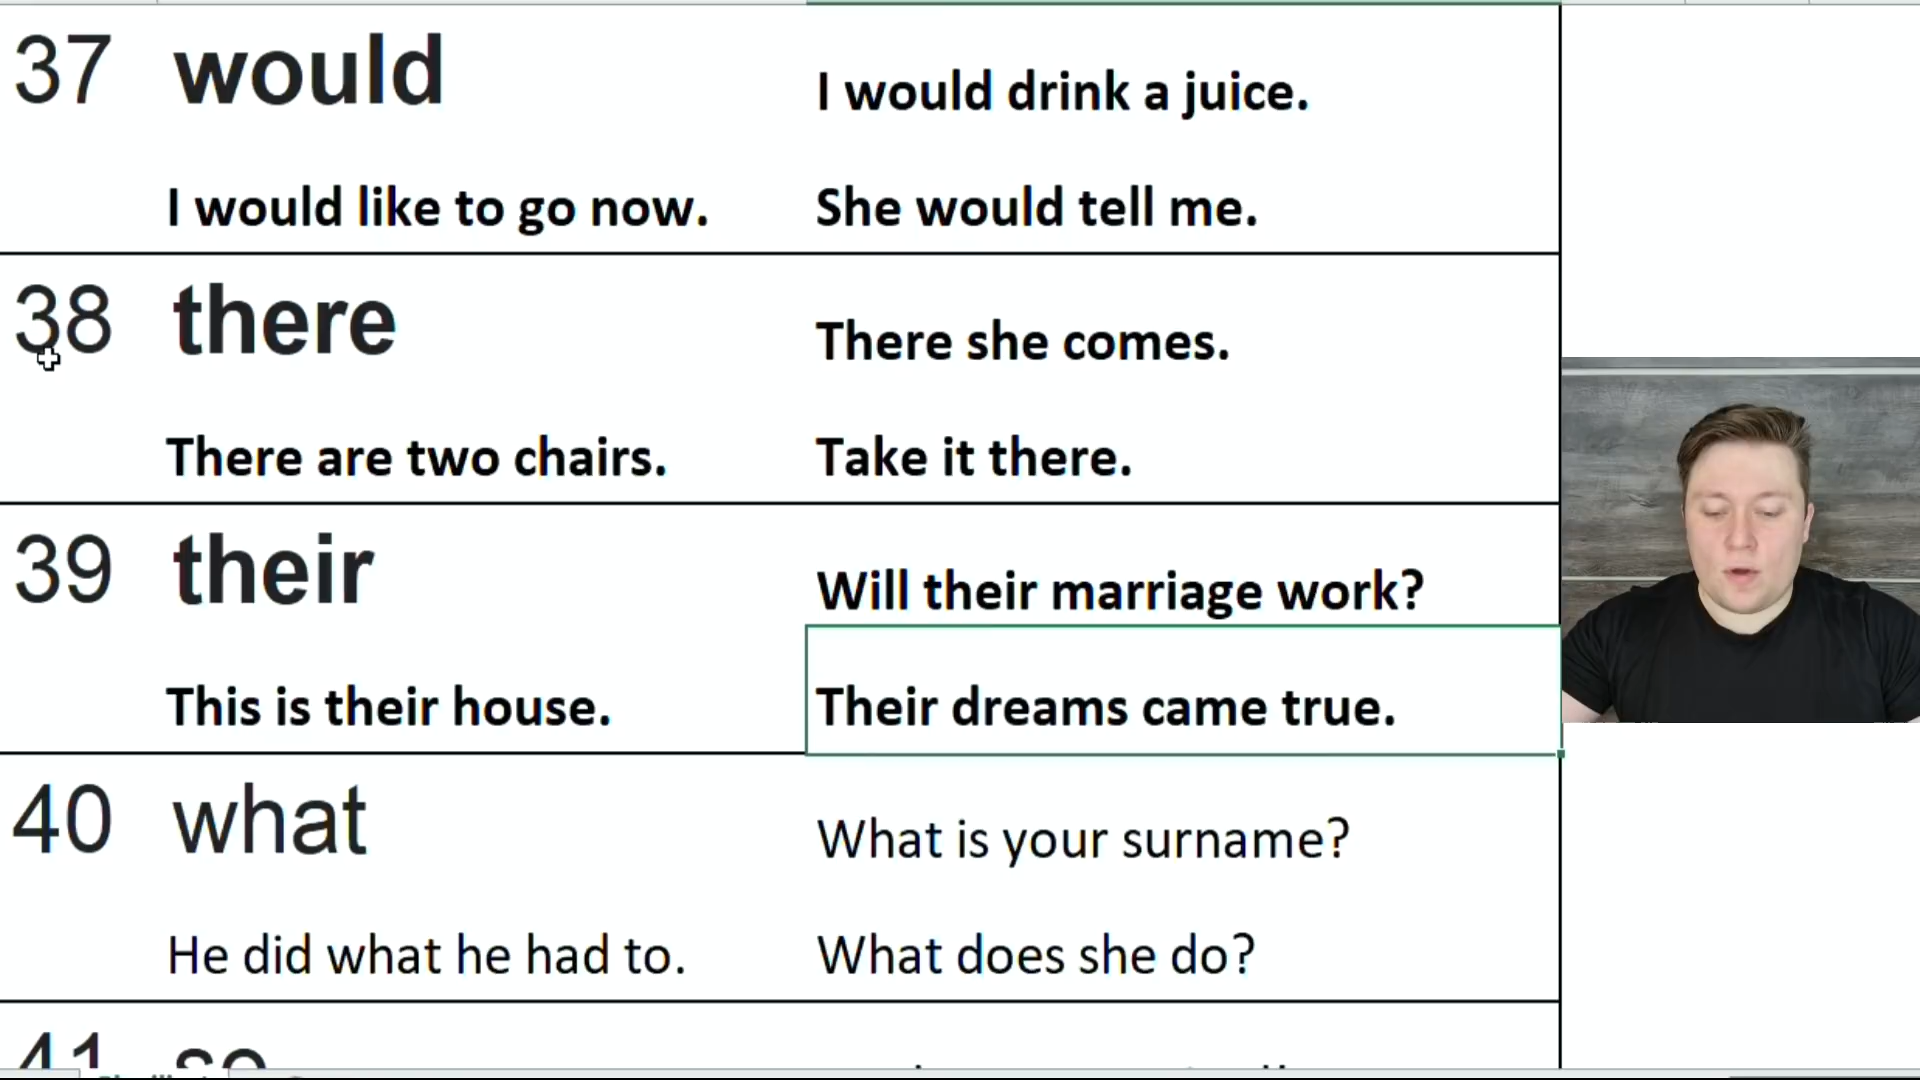 37 would I would drink a juice.
I would like to go now. She would tell me.
38 there There she comes.
There are two chairs. Take it there.
39 their Will their marriage work?
This is their house. Their dreams came true.
40 what What is your surname?
He did what he had to. What does she do?
41 so